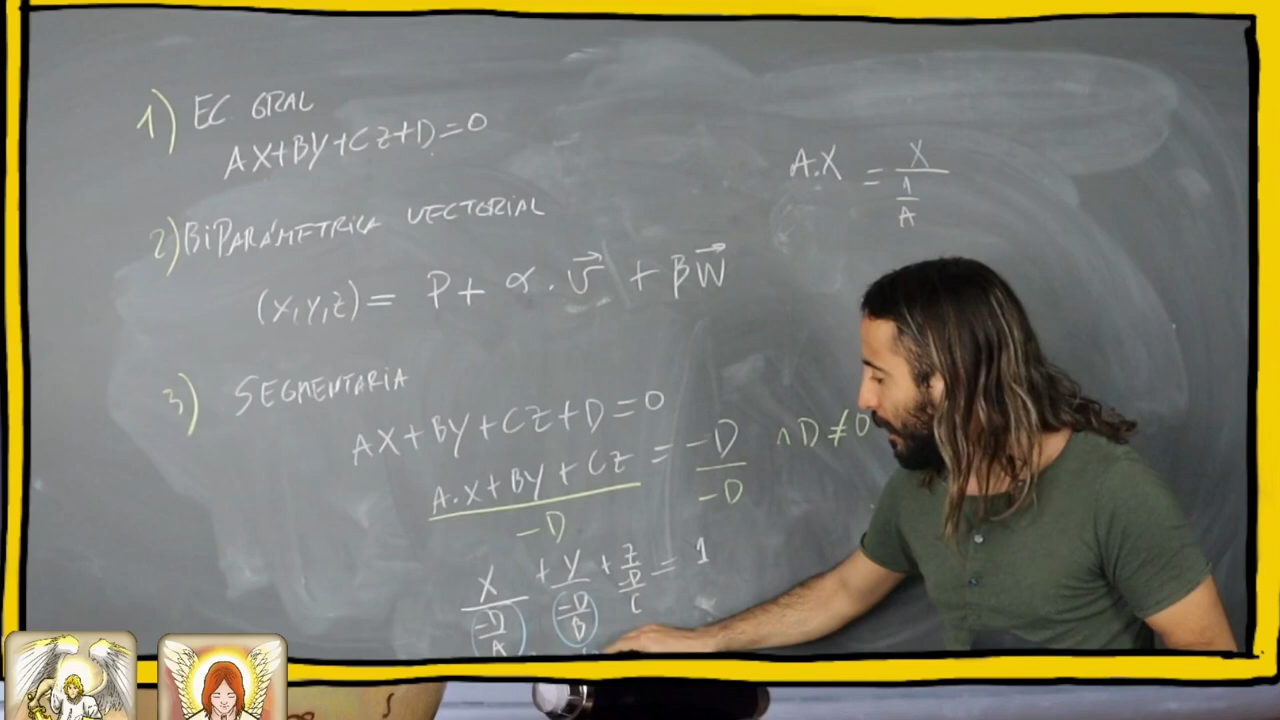 1) EC GRAL
AX+BY+CZ+D=0
2) BIPARÁMETRICA VECTORIAL
(X,Y,Z) = P + α . v⃗ + βw⃗
3) SEGMENTARIA
AX+BY+CZ+D=0
A.X+BY+CZ = -D ∧ D≠0
-D -D
X + Y + Z = 1
-D -D -D
A B C
A.X = X
1
A